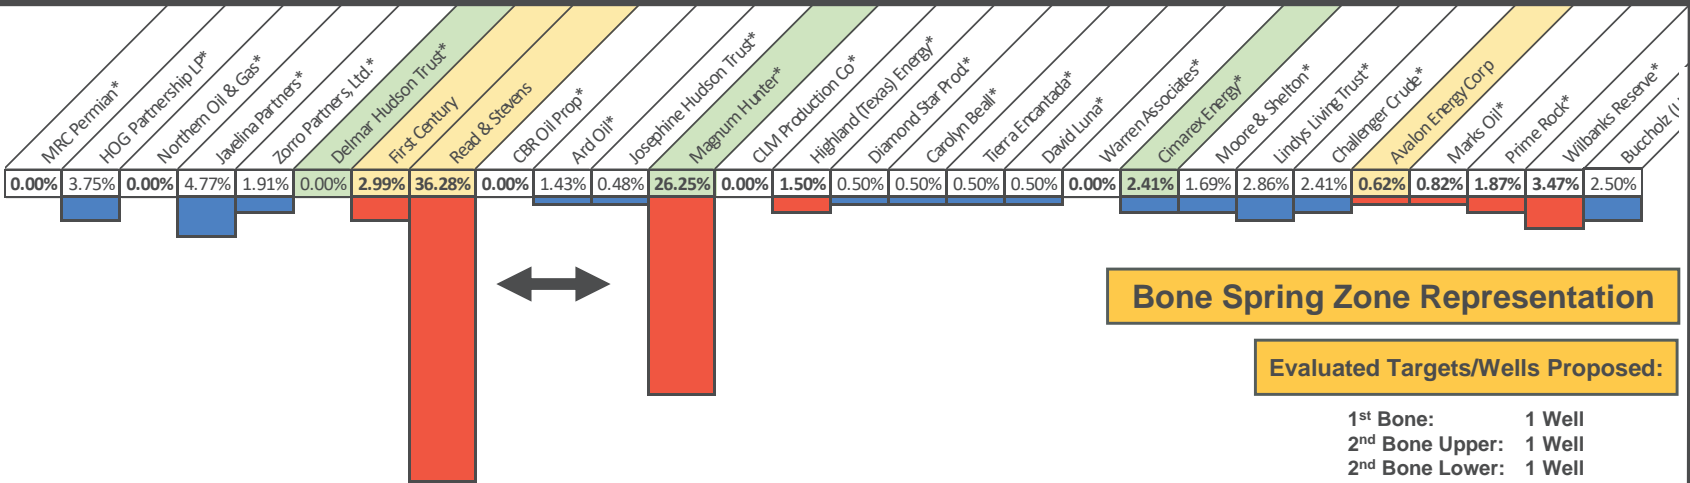 MRC Permian*
HOG Partnership LP*
Northern Oil & Gas*
Javelina Partners*
Zorro Partners, Ltd.*
Delmar Hudson Trust*
First Century
Read & Stevens
CBR Oil Prop*
Ard Oil*
Josephine Hudson Trust*
Magnum Hunter*
CLM Production Co*
Highland (Texas) Energy*
Diamond Star Prod*
Carolyn Beall*
Tierra Encantada*
David Luna*
Warren Associates*
Cimarex Energy*
Moore & Shelton*
Lindys Living Trust*
Challenger Crude*
Avalon Energy Corp
Marks Oil*
Prime Rock*
Wilbanks Reserve*
Buccholz
0.00% 3.75% 0.00% 4.77% 1.91% 0.00% 2.99% 36.28% 0.00% 1.43% 0.48% 26.25% 0.00% 1.50% 0.50% 0.50% 0.50% 0.50% 0.00% 2.41% 1.69% 2.86% 2.41% 0.62% 0.82% 1.87% 3.47% 2.50%
Bone Spring Zone Representation
Evaluated Targets/Wells Proposed:
1st Bone: 1 Well
2nd Bone Upper: 1 Well
2nd Bone Lower: 1 Well